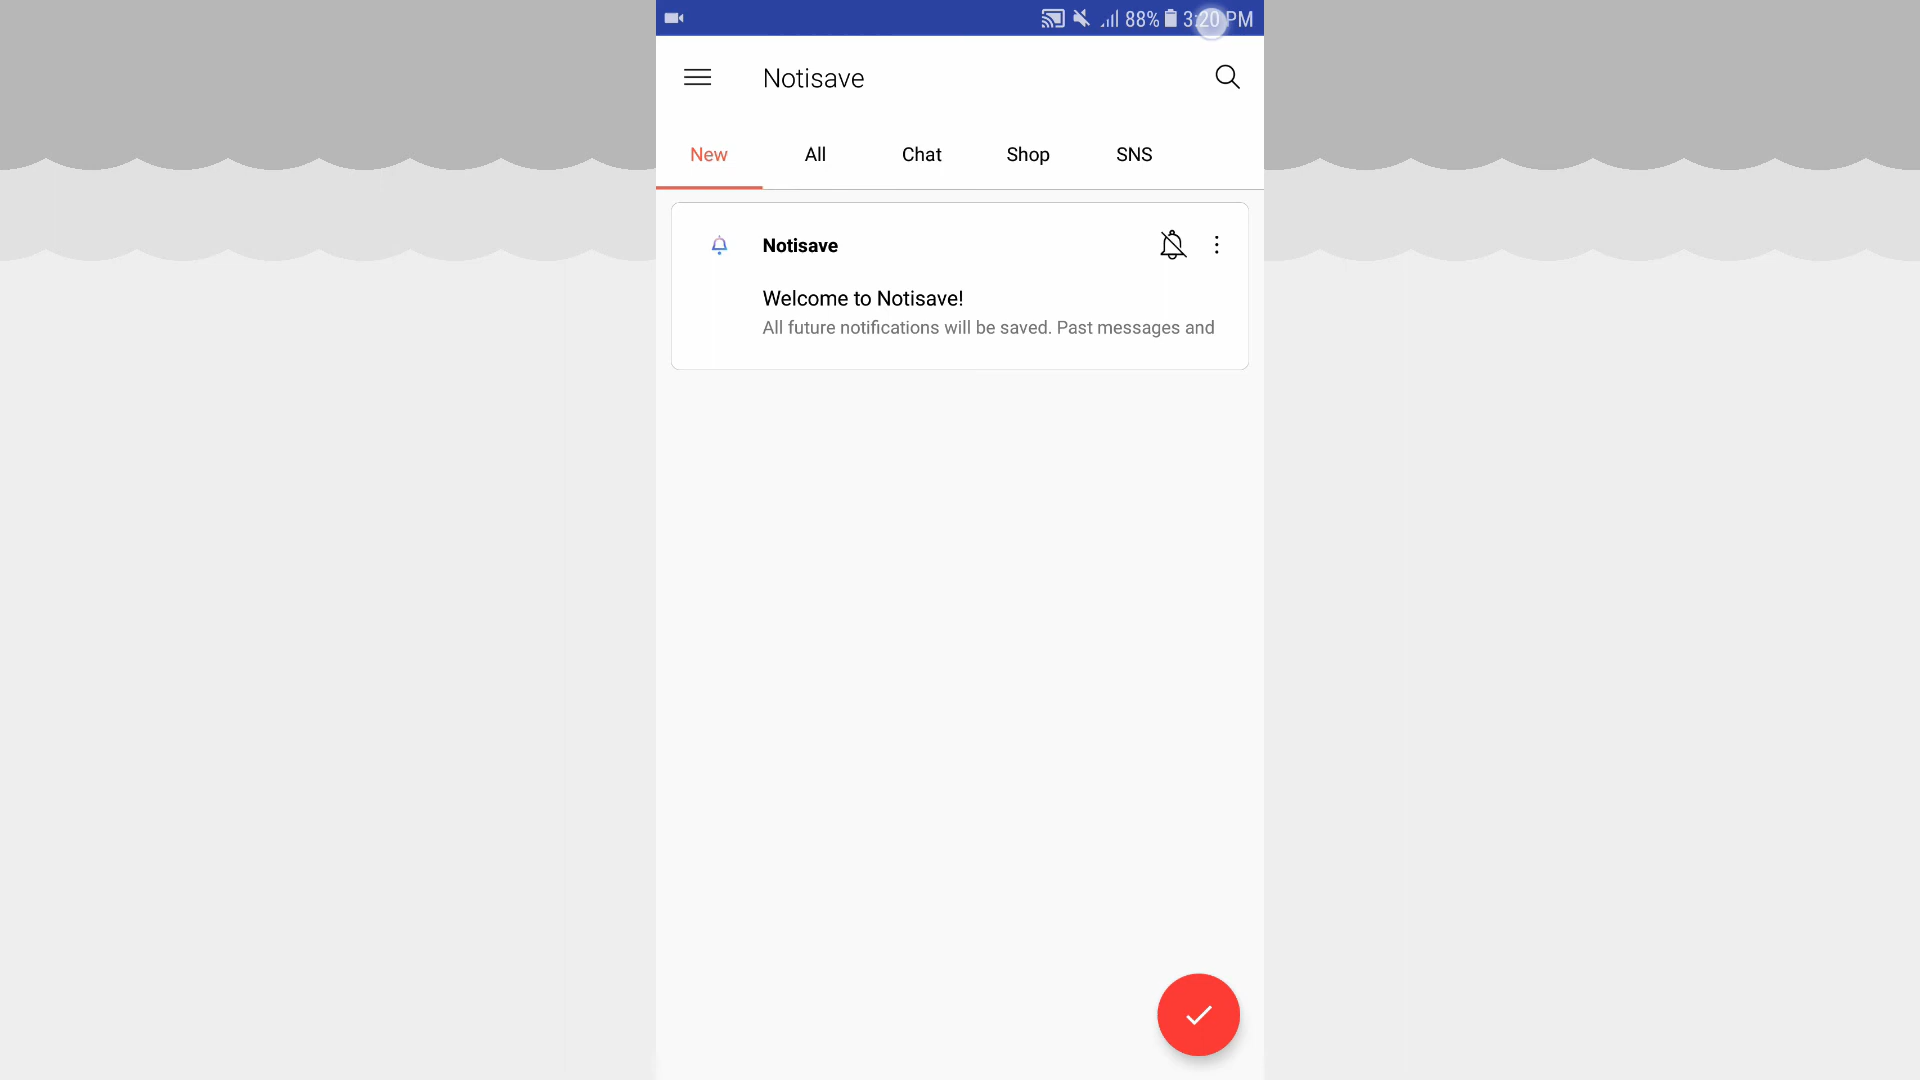 88% 3:20 PM
Notisave
New All Chat Shop SNS
Notisave
Welcome to Notisave!
All future notifications will be saved. Past messages and